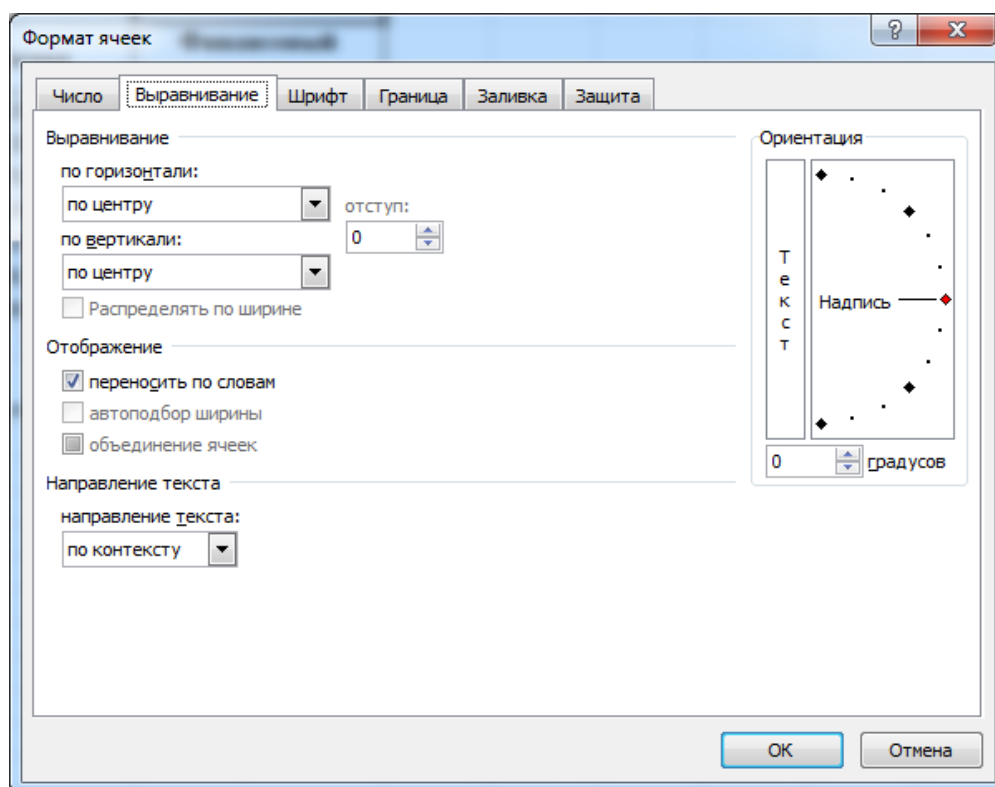 Формат ячеек
Число Выравнивание Шрифт Граница Заливка Защита
Выравнивание
по горизонтали:
по центру
отступ:
0
по вертикали:
по центру
Распределять по ширине
Отображение
переносить по словам
автоподбор ширины
объединение ячеек
Направление текста
направление текста:
по контексту
Ориентация
Текст
Надпись
0 градусов
ОК Отмена